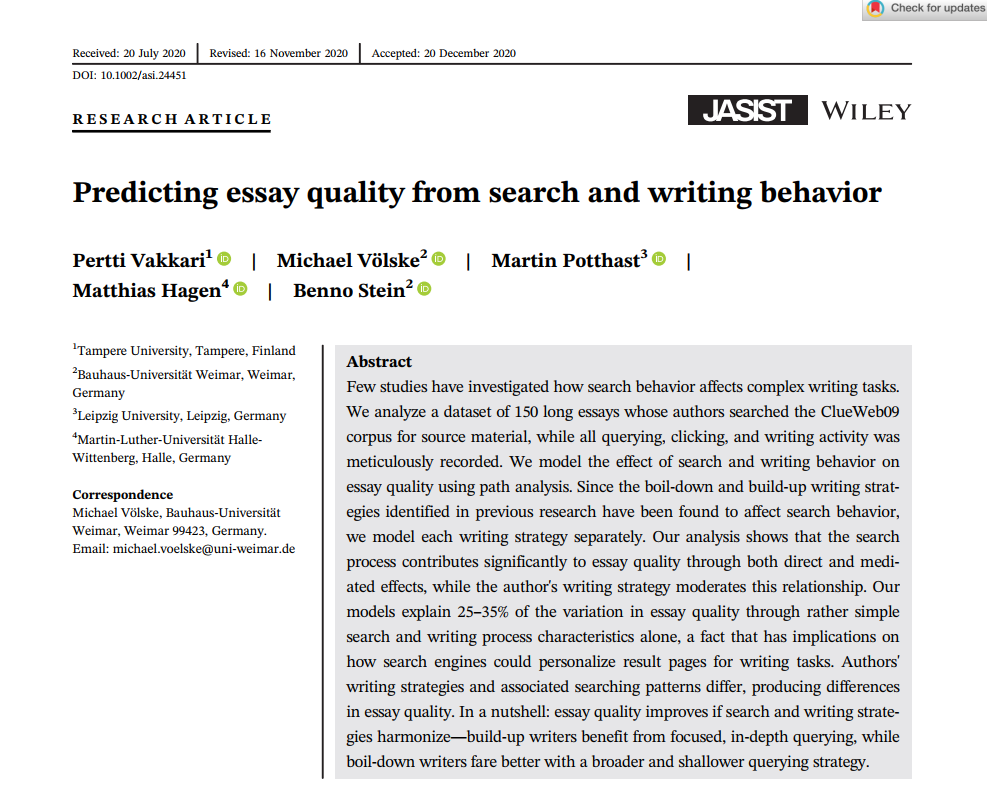 Check for updates
Received: 20 July 2020 | Revised: 16 November 2020 | Accepted: 20 December 2020
DOI: 10.1002/asi.24451
RESEARCH ARTICLE
JASIST WILEY
Predicting essay quality from search and writing behavior
Pertti Vakkari1 iD | Michael Völske2 iD | Martin Potthast3 iD |
Matthias Hagen4 iD | Benno Stein2 iD
1Tampere University, Tampere, Finland
2Bauhaus-Universität Weimar, Weimar,
Germany
3Leipzig University, Leipzig, Germany
4Martin-Luther-Universität Halle-
Wittenberg, Halle, Germany
Correspondence
Michael Völske, Bauhaus-Universität
Weimar, Weimar 99423, Germany.
Email: michael.voelske@uni-weimar.de
Abstract
Few studies have investigated how search behavior affects complex writing tasks.
We analyze a dataset of 150 long essays whose authors searched the ClueWeb09
corpus for source material, while all querying, clicking, and writing activity was
meticulously recorded. We model the effect of search and writing behavior on
essay quality using path analysis. Since the boil-down and build-up writing strat-
egies identified in previous research have been found to affect search behavior,
we model each writing strategy separately. Our analysis shows that the search
process contributes significantly to essay quality through both direct and medi-
ated effects, while the author's writing strategy moderates this relationship. Our
models explain 25–35% of the variation in essay quality through rather simple
search and writing process characteristics alone, a fact that has implications on
how search engines could personalize result pages for writing tasks. Authors'
writing strategies and associated searching patterns differ, producing differences
in essay quality. In a nutshell: essay quality improves if search and writing strate-
gies harmonize—build-up writers benefit from focused, in-depth querying, while
boil-down writers fare better with a broader and shallower querying strategy.